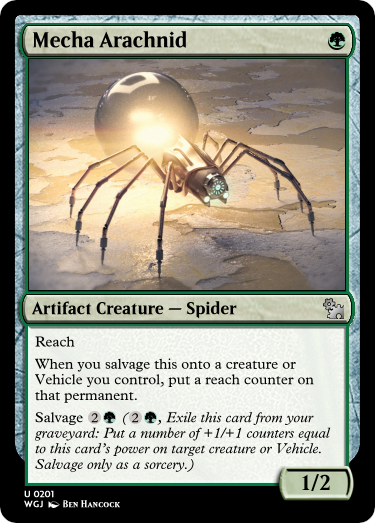 Mecha Arachnid
Artifact Creature — Spider
Reach
When you salvage this onto a creature or
Vehicle you control, put a reach counter on
that permanent.
Salvage 2 ( 2 , Exile this card from your
graveyard: Put a number of +1/+1 counters equal
to this card's power on target creature or Vehicle.
Salvage only as a sorcery.)
1/2
U 0201
WGJ Ben Hancock